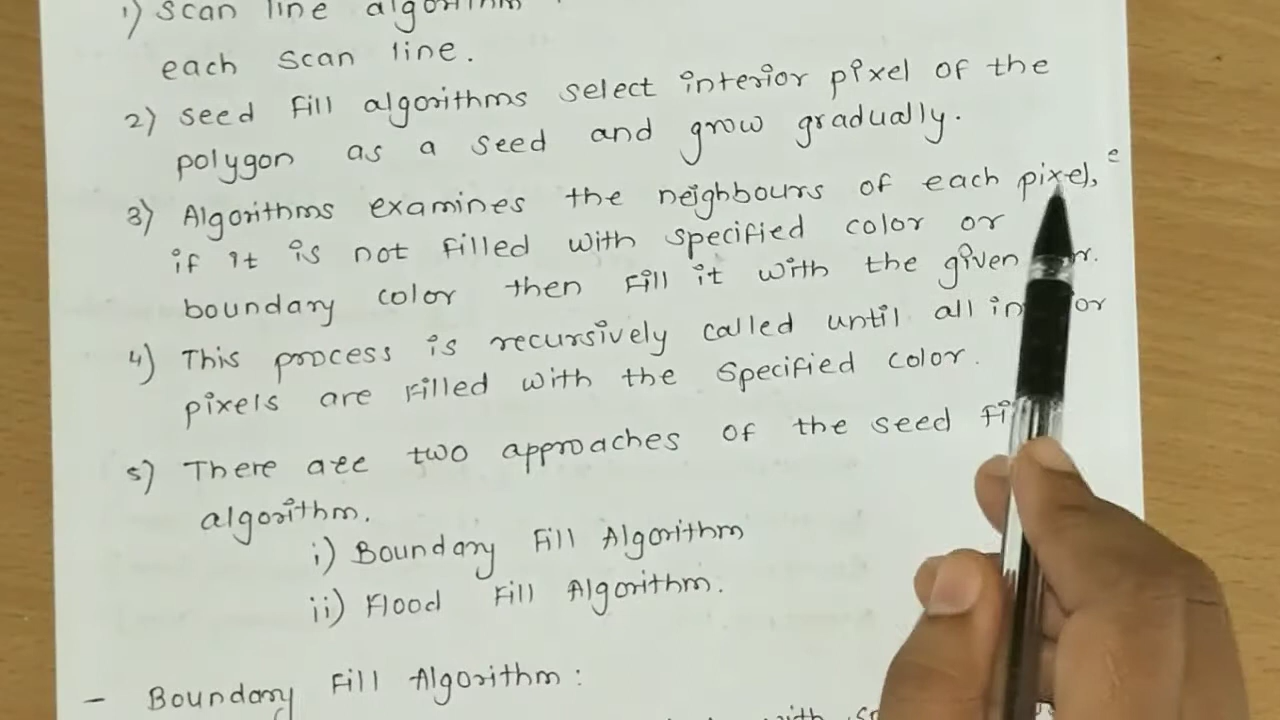 1) Scan line algorithm
each scan line.
2) seed fill algorithms select interior pixel of the
polygon as a seed and grow gradually.
3) Algorithms examines the neighbours of each pixel,
if it is not filled with specified color or
boundary color then fill it with the given
4) This process is recursively called until all
pixels are filled with the specified color.
5) There are two approaches of the seed
algorithm.
i) Boundary Fill Algorithm
ii) Flood Fill Algorithm.
- Boundary Fill Algorithm:
with